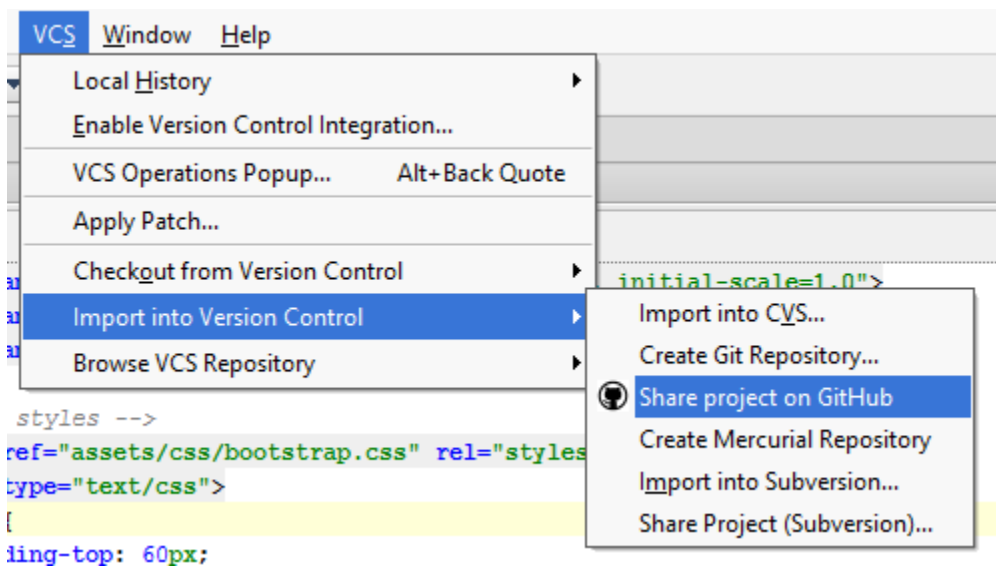 VCS Window Help
Local History
Enable Version Control Integration...
VCS Operations Popup... Alt+Back Quote
Apply Patch...
Checkout from Version Control
Import into Version Control
Browse VCS Repository
Import into CVS...
Create Git Repository...
Share project on GitHub
Create Mercurial Repository
Import into Subversion...
Share Project (Subversion)...
initial-scale=1.0">
styles -->
ref="assets/css/bootstrap.css" rel="styles
type="text/css">
{
ding-top: 60px;